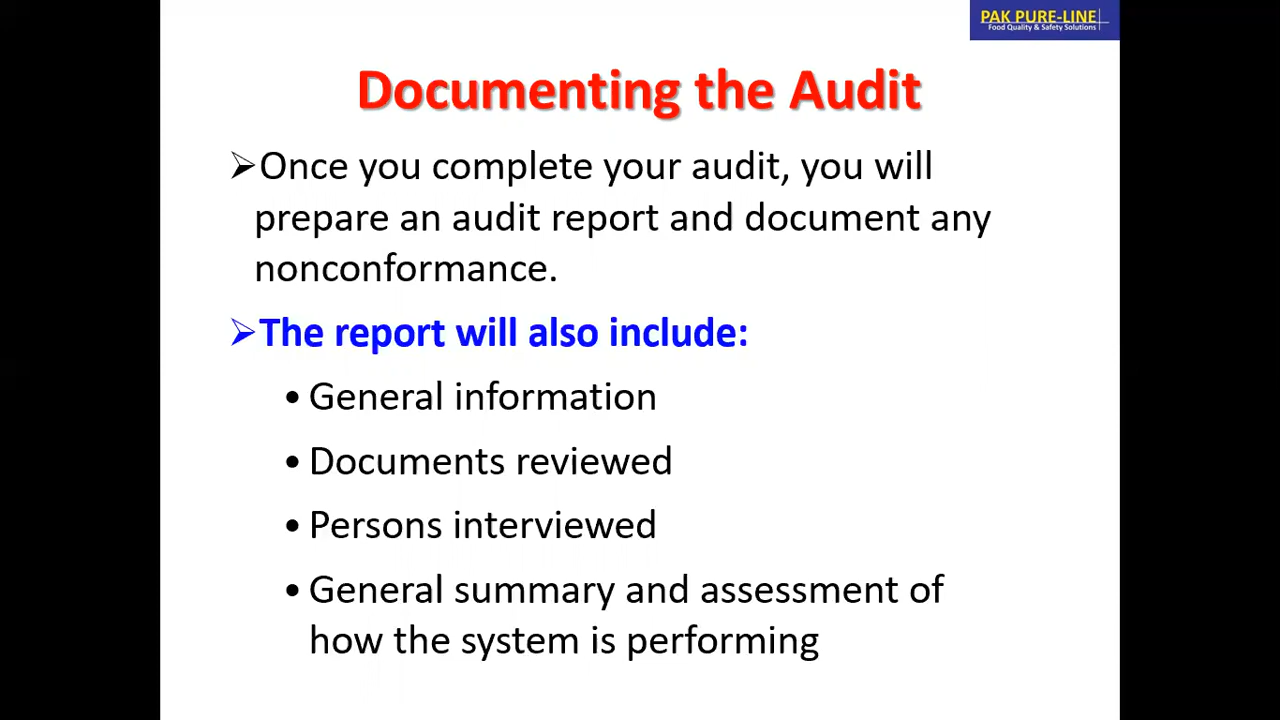 PAK PURE-LINE
Food Quality & Safety Solutions
Documenting the Audit
➢Once you complete your audit, you will
prepare an audit report and document any
nonconformance.
➢The report will also include:
• General information
• Documents reviewed
• Persons interviewed
• General summary and assessment of
how the system is performing